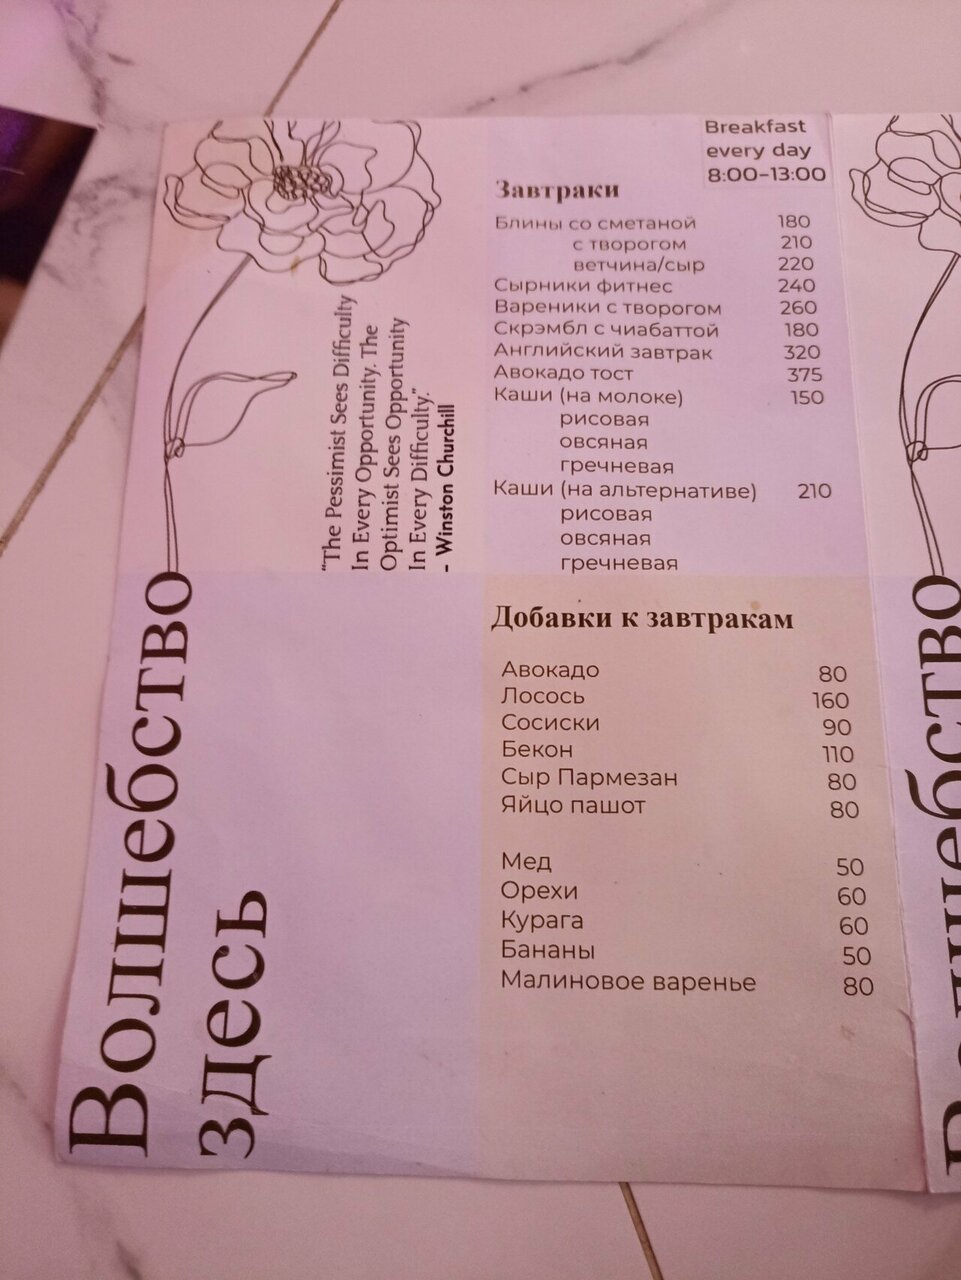 Breakfast
every day
8:00-13:00
Завтраки
Блины со сметаной 180
с творогом 210
ветчина/сыр 220
Сырники фитнес 240
Вареники с творогом 260
Скрэмбл с чиабаттой 180
Английский завтрак 320
Авокадо тост 375
Каши (на молоке) 150
рисовая
овсяная
гречневая
Каши (на альтернативе) 210
рисовая
овсяная
гречневая
Добавки к завтракам
Авокадо 80
Лосось 160
Сосиски 90
Бекон 110
Сыр Пармезан 80
Яйцо пашот 80
Мед 50
Орехи 60
Курага 60
Бананы 50
Малиновое варенье 80
"The Pessimist Sees Difficulty
In Every Opportunity. The
Optimist Sees Opportunity
In Every Difficulty."
- Winston Churchill
Волшебство
здесь
Волшебство